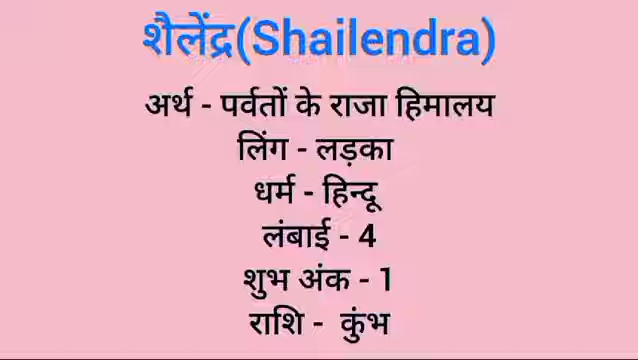 शैलेंद्र(Shailendra)
अर्थ - पर्वतों के राजा हिमालय
लिंग - लड़का
धर्म - हिन्दू
लंबाई - 4
शुभ अंक - 1
राशि - कुंभ